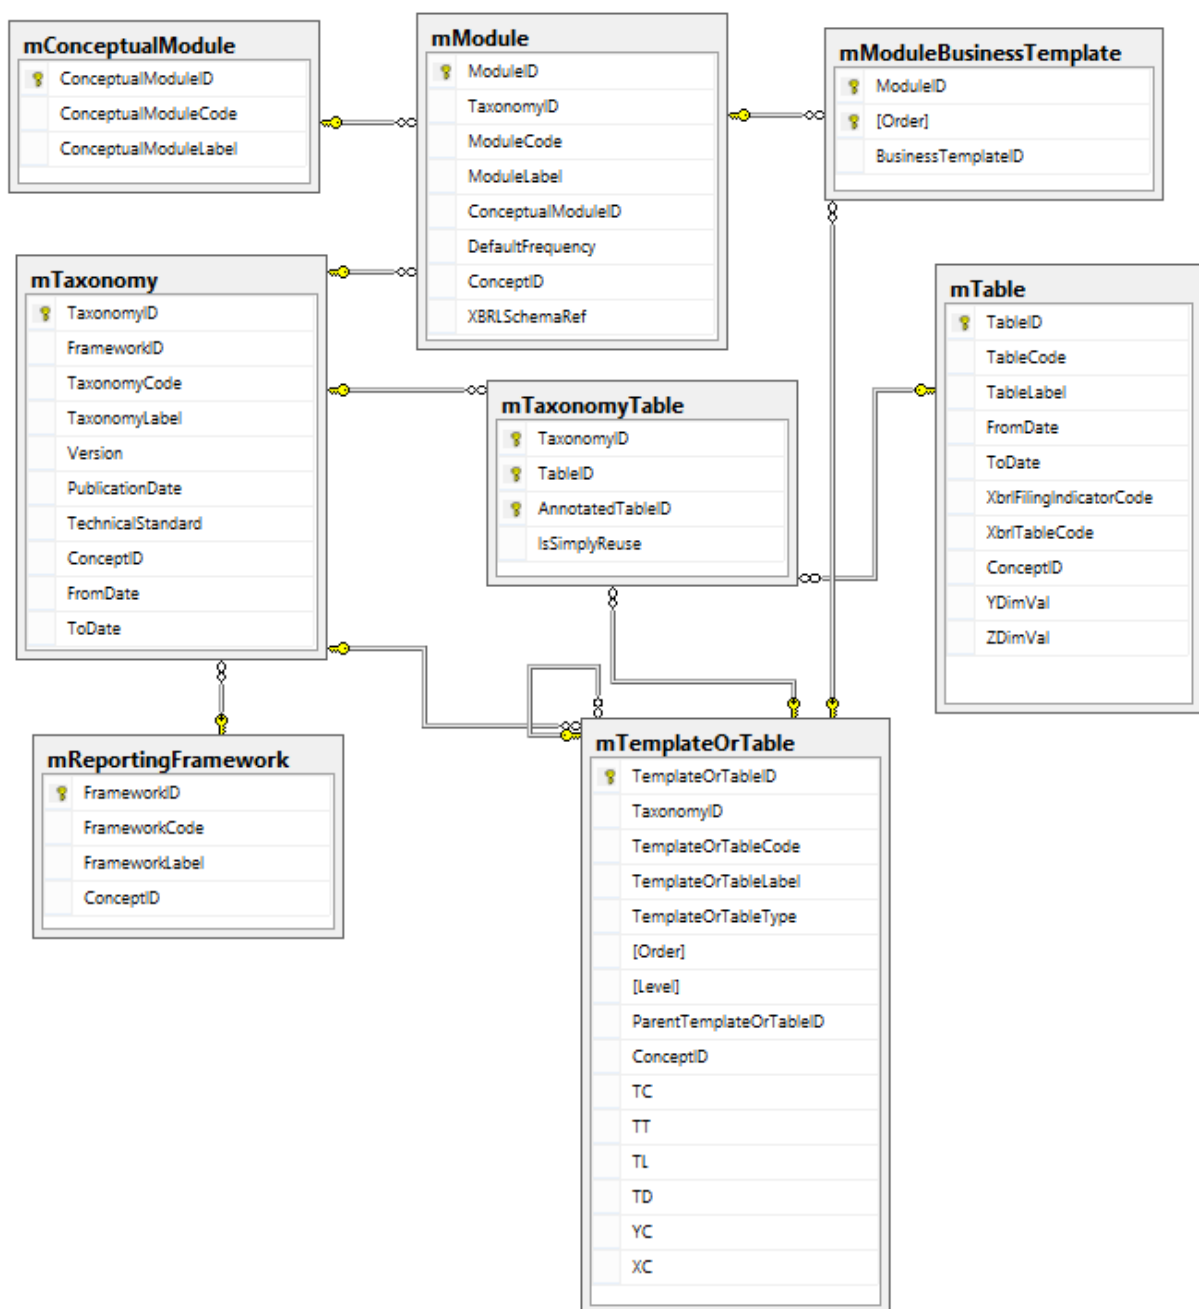 mConceptualModule
ConceptualModuleID
ConceptualModuleCode
ConceptualModuleLabel
mModule
ModuleID
TaxonomyID
ModuleCode
ModuleLabel
ConceptualModuleID
DefaultFrequency
ConceptID
XBRLSchemaRef
mModuleBusinessTemplate
ModuleID
[Order]
BusinessTemplateID
mTaxonomy
TaxonomyID
FrameworkID
TaxonomyCode
TaxonomyLabel
Version
PublicationDate
TechnicalStandard
ConceptID
FromDate
ToDate
mTaxonomyTable
TaxonomyID
TableID
AnnotatedTableID
IsSimplyReuse
mTable
TableID
TableCode
TableLabel
FromDate
ToDate
XbrlFilingIndicatorCode
XbrlTableCode
ConceptID
YDimVal
ZDimVal
mReportingFramework
FrameworkID
FrameworkCode
FrameworkLabel
ConceptID
mTemplateOrTable
TemplateOrTableID
TaxonomyID
TemplateOrTableCode
TemplateOrTableLabel
TemplateOrTableType
[Order]
[Level]
ParentTemplateOrTableID
ConceptID
TC
TT
TL
TD
YC
XC